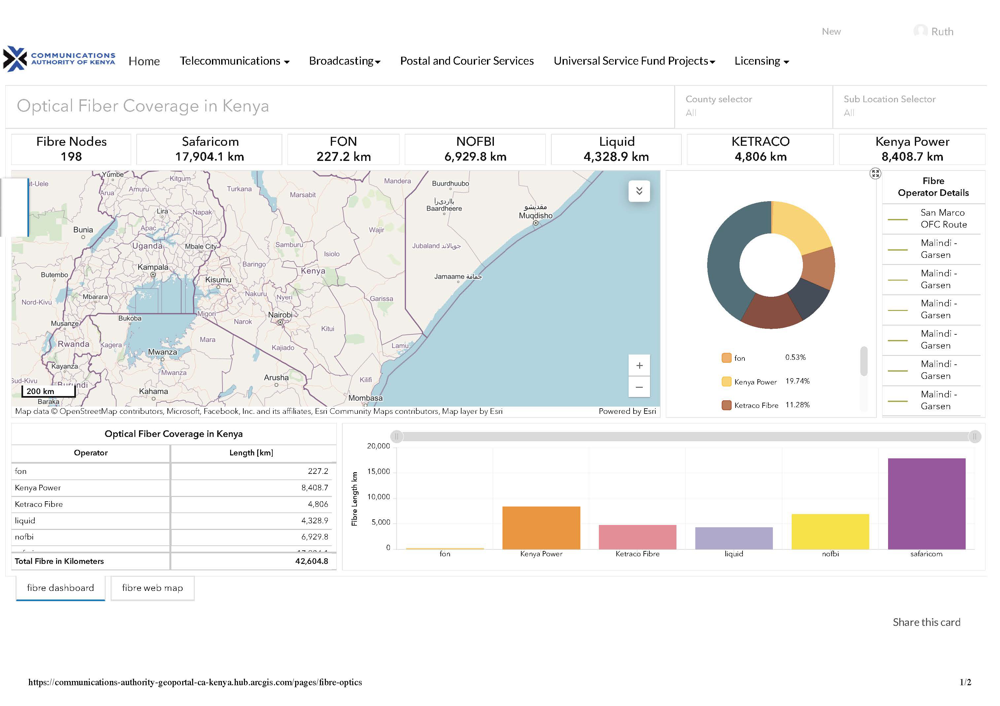 New
Ruth
COMMUNICATIONS
AUTHORITY OF KENYA
Home
Telecommunications
Broadcasting
Postal and Courier Services
Universal Service Fund Projects
Licensing
Optical Fiber Coverage in Kenya
County selector
All
Sub Location Selector
All
Fibre Nodes
198
Safaricom
17,904.1 km
FON
227.2 km
NOFBI
6,929.8 km
Liquid
4,328.9 km
KETRACO
4,806 km
Kenya Power
8,408.7 km
Yumbe
Kitgum
Mandera
Buurdhuubo
it-Uele
Arua
Amuru
Turkana
Marsabit
باارديرآ
Baardheere
مقديشو
Muqdisho
Lira
Napak
Bunia
Apac
Wajir
Uganda
Mbale City
Samburu
Isiolo
Jubaland جوبالاند
Kampala
Baringo
Kenya
Butembo
Kisumu
Jamaame جمامة
Nord-Kivu
Mbarara
Nakuru
Nyeri
Garissa
Bukoba
Migori
Nairobi
Musanze
Narok
Kitui
Rwanda
Kagera
Mara
Kajiado
Lamu
Mwanza
Kayanza
Mwanza
Arusha
Kilifi
Sud-Kivu
Burundi
200 km
Kahama
Baraka
Mombasa
Map data © OpenStreetMap contributors, Microsoft, Facebook, Inc. and its affiliates, Esri Community Maps contributors, Map layer by Esri
Powered by Esri
+
−
fon 0.53%
Kenya Power 19.74%
Ketraco Fibre 11.28%
Fibre
Operator Details
San Marco
OFC Route
Malindi -
Garsen
Malindi -
Garsen
Malindi -
Garsen
Malindi -
Garsen
Malindi -
Garsen
Malindi -
Garsen
Optical Fiber Coverage in Kenya
Operator Length [km]
fon 227.2
Kenya Power 8,408.7
Ketraco Fibre 4,806
liquid 4,328.9
nofbi 6,929.8
Total Fibre in Kilometers 42,604.8
Fibre Length km
20,000
15,000
10,000
5,000
0
fon
Kenya Power
Ketraco Fibre
liquid
nofbi
safaricom
fibre dashboard
fibre web map
Share this card
https://communications-authority-geoportal-ca-kenya.hub.arcgis.com/pages/fibre-optics
1/2